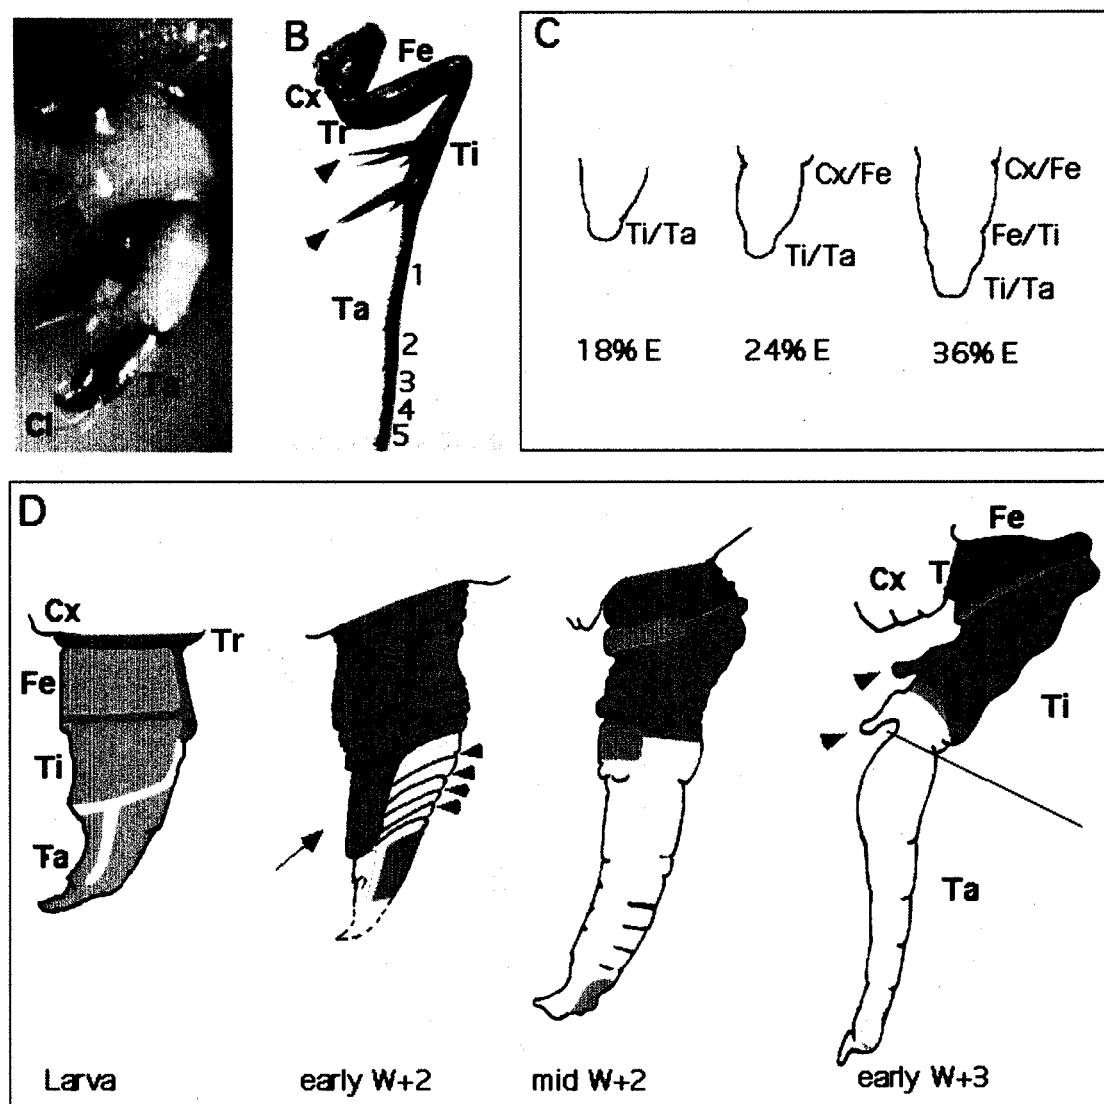 B
Fe
Cx
Tr
Ti
Ta
1
2
3
4
5
Cl
C
Ti/Ta
18% E
Cx/Fe
Ti/Ta
24% E
Cx/Fe
Fe/Ti
Ti/Ta
36% E
D
Cx
Tr
Fe
Ti
Ta
Larva
early W+2
mid W+2
Fe
Cx
T
Ti
Ta
early W+3